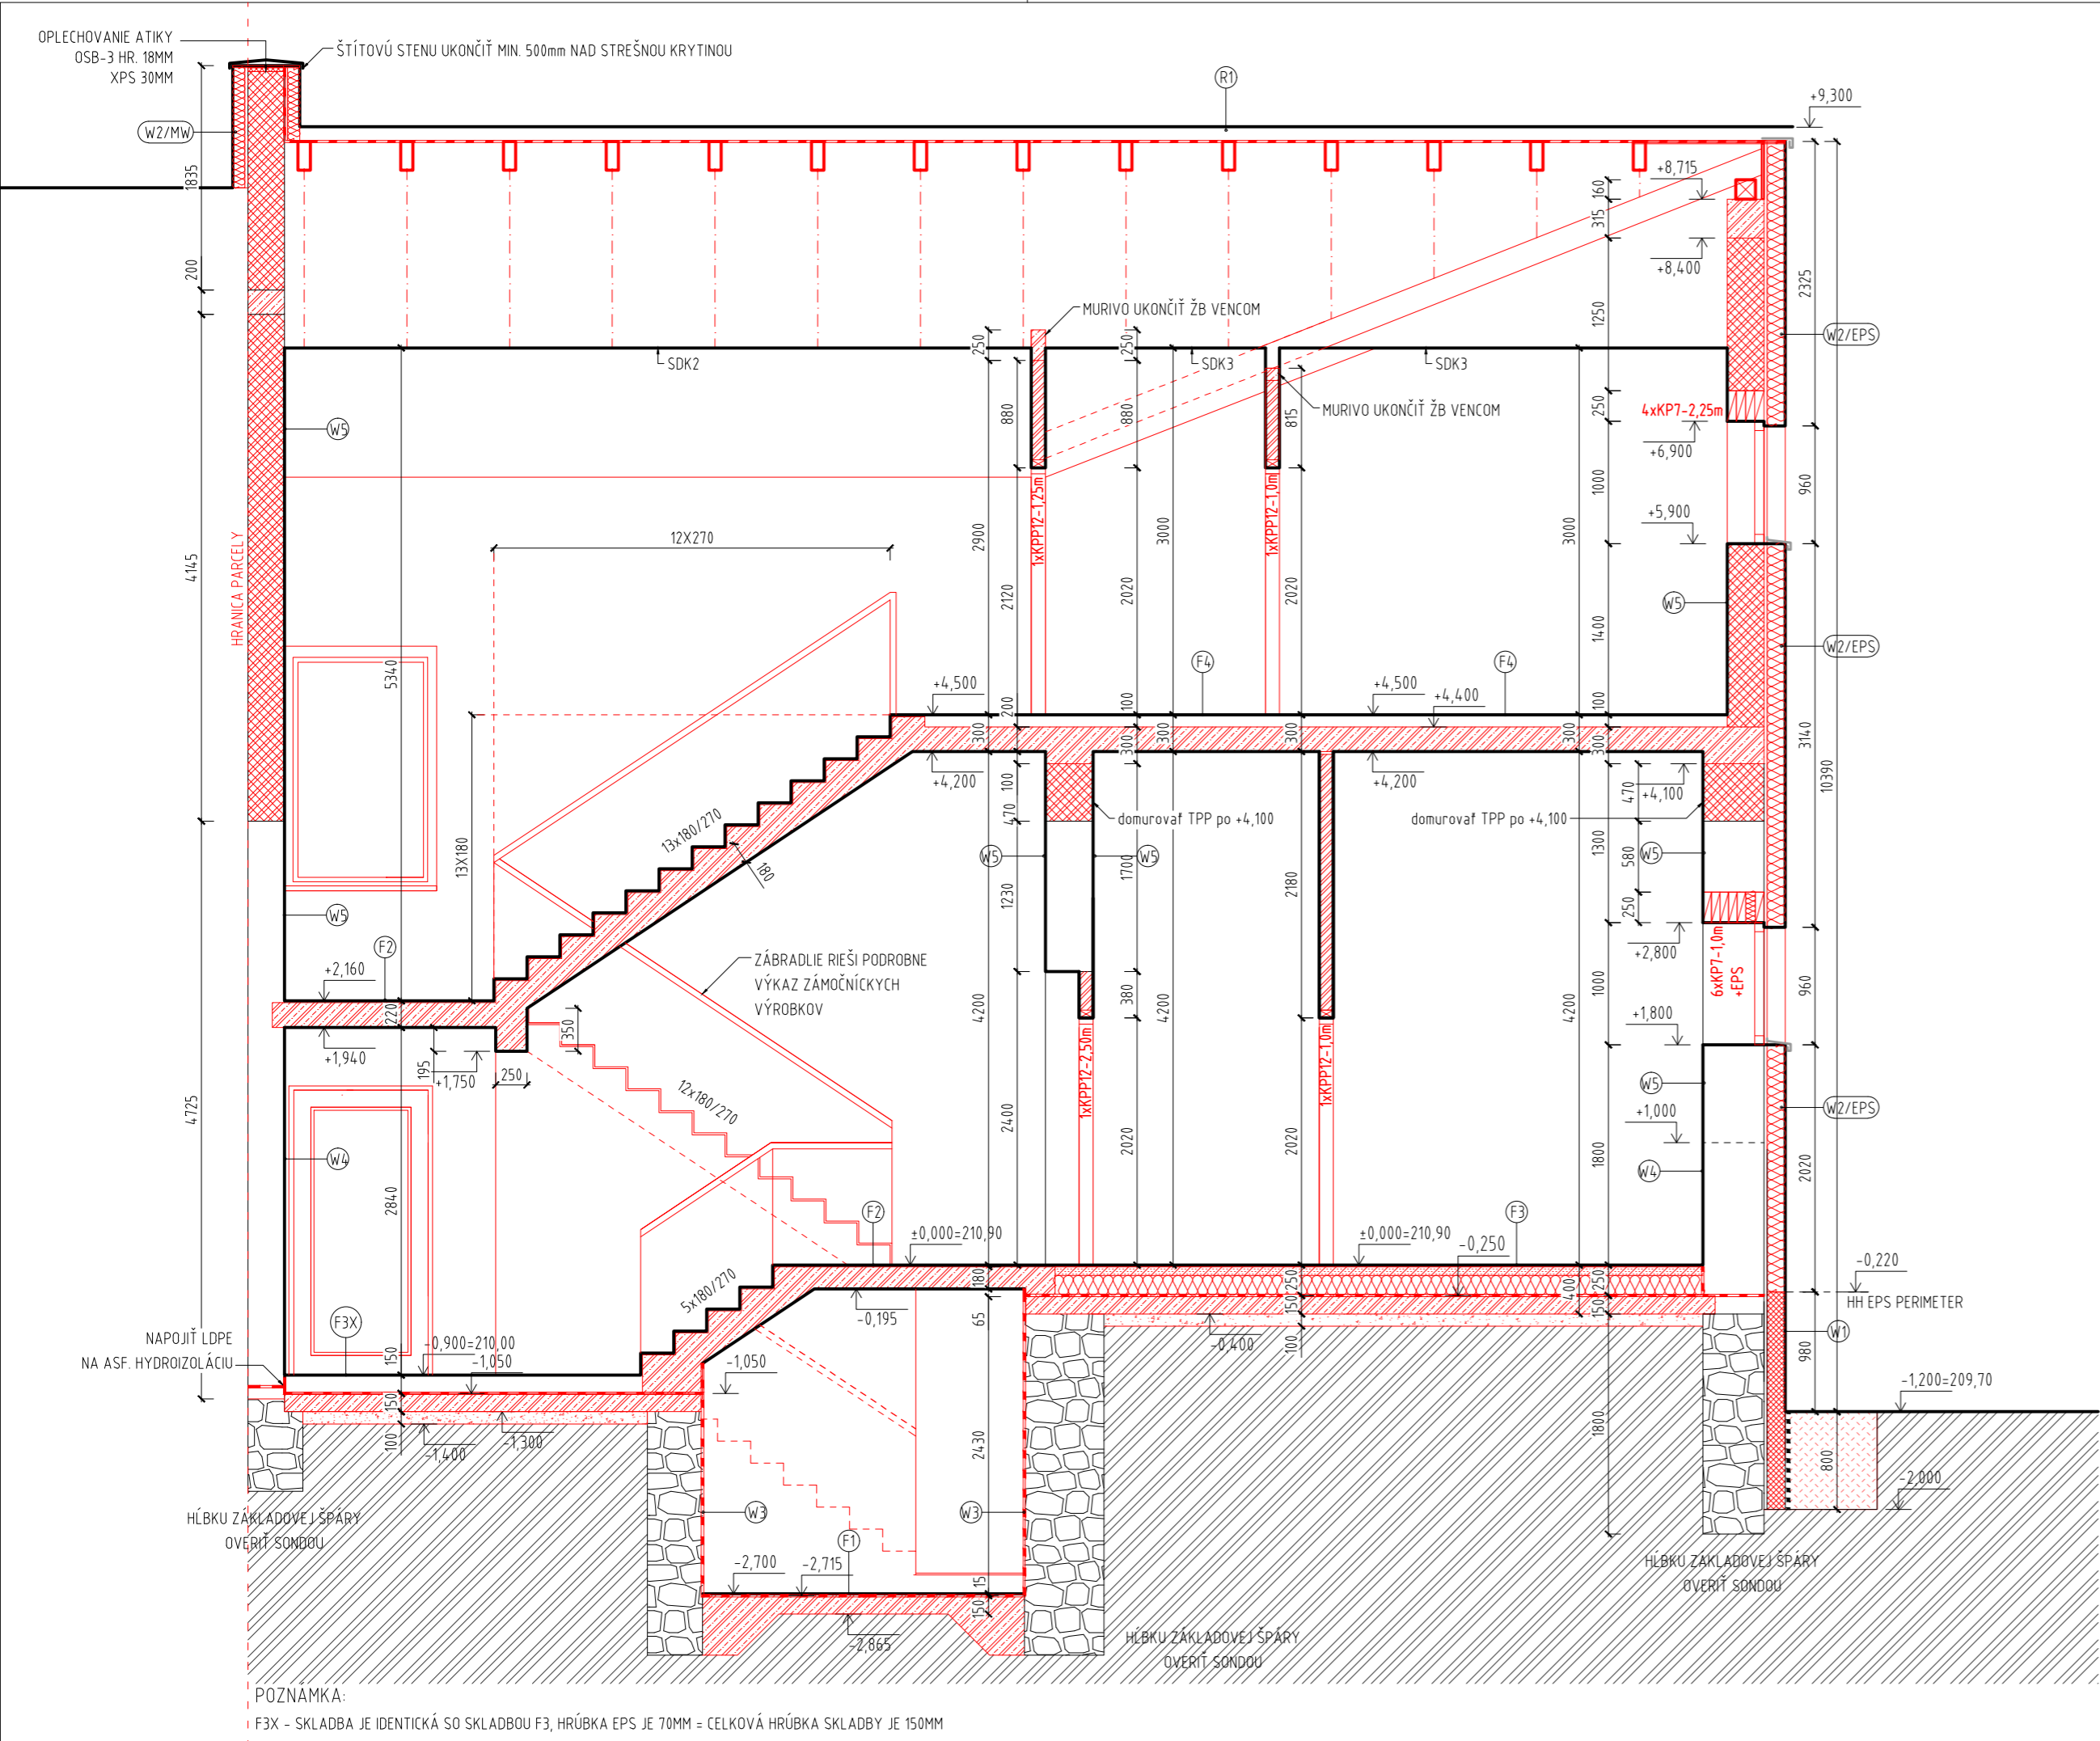 OPLECHOVANIE ATIKY
OSB-3 HR. 18MM
XPS 30MM
ŠTÍTOVÚ STENU UKONČIŤ MIN. 500mm NAD STREŠNOU KRYTINOU
R1
+9,300
W2/MW
1835
200
4145
4725
HRANICA PARCELY
+8,715
160
315
+8,400
2325
1250
W2/EPS
MURIVO UKONČIŤ ŽB VENCOM
250
250
SDK2
SDK3
SDK3
MURIVO UKONČIŤ ŽB VENCOM
880
880
815
250
4xKP7-2,25m
+6,900
W5
1xKPP12-1,25m
1xKPP12-1,0m
1000
960
+5,900
12X270
2900
3000
3000
2120
2020
2020
W5
1400
W2/EPS
5340
F4
F4
+4,500
+4,500
+4,400
200
100
100
300
300
300
300
300
300
3140
10390
+4,200
+4,200
100
470
470
+4,100
domurovať TPP po +4,100
domurovať TPP po +4,100
13X180
13x180/270
180
W5
W5
W5
1700
1230
2180
1300
580
250
W5
F2
+2,160
220
+1,940
195
+1,750
250
350
ZÁBRADLIE RIEŠI PODROBNE
VÝKAZ ZÁMOČNÍCKYCH
VÝROBKOV
+2,800
6xKP7-1,0m
+EPS
1000
960
+1,800
4200
380
4200
4200
1xKPP12-2,50m
1xKPP12-1,0m
12x180/270
2400
2020
2020
W5
W2/EPS
+1,000
1800
W4
W4
2840
2020
F2
F3
±0,000=210,90
±0,000=210,90
-0,250
5x180/270
180
250
400
250
150
150
100
65
-0,195
-0,400
-0,220
HH EPS PERIMETER
W1
980
F3X
NAPOJIŤ LDPE
NA ASF. HYDROIZOLÁCIU
-0,900=210,00
-1,050
-1,050
150
150
100
-1,300
-1,400
-1,200=209,70
1800
800
-2,000
2430
HĹBKU ZÁKLADOVEJ ŠPÁRY
OVERIŤ SONDOU
W3
W3
F1
-2,700
-2,715
15
150
-2,865
HĹBKU ZÁKLADOVEJ ŠPÁRY
OVERIŤ SONDOU
HĹBKU ZÁKLADOVEJ ŠPÁRY
OVERIŤ SONDOU
POZNÁMKA:
F3X - SKLADBA JE IDENTICKÁ SO SKLADBOU F3, HRÚBKA EPS JE 70MM = CELKOVÁ HRÚBKA SKLADBY JE 150MM